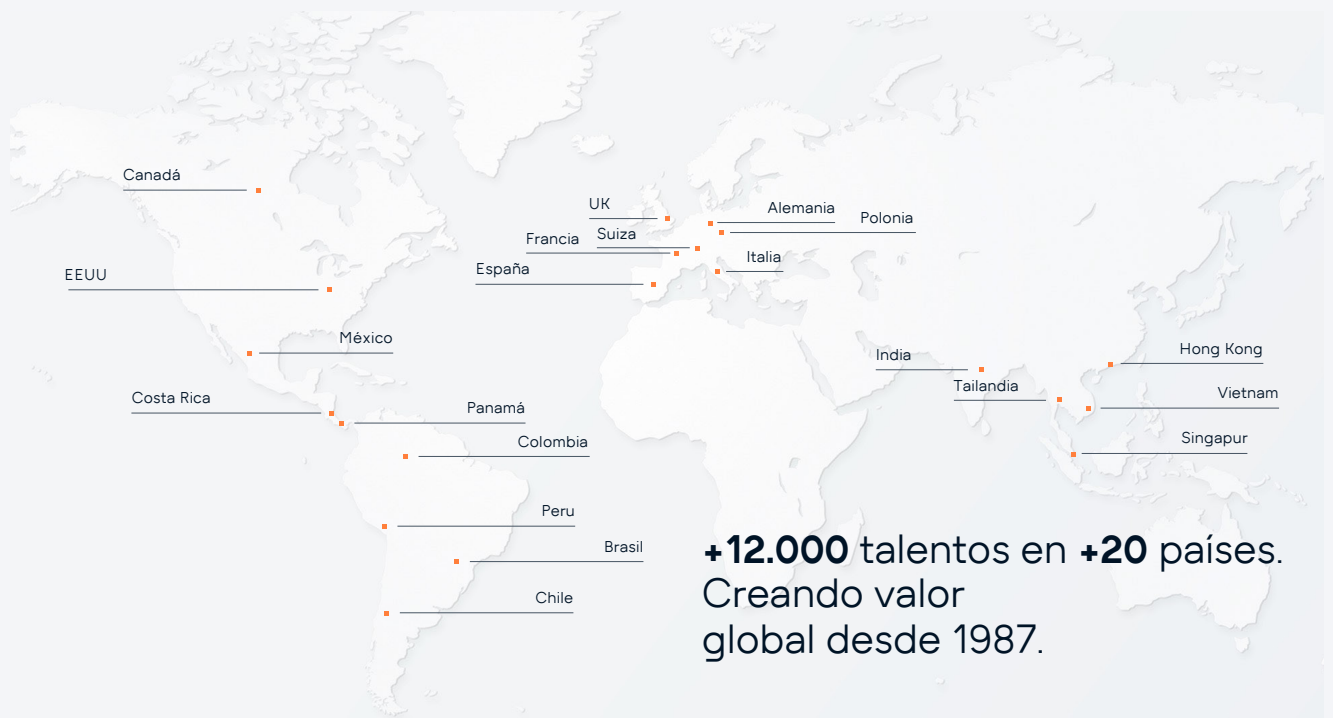 Canadá
UK
Alemania
Polonia
Suiza
Francia
Italia
España
EEUU
México
Hong Kong
India
Tailandia
Vietnam
Costa Rica
Panamá
Singapur
Colombia
Peru
Brasil
Chile
+12.000 talentos en +20 países.
Creando valor
global desde 1987.